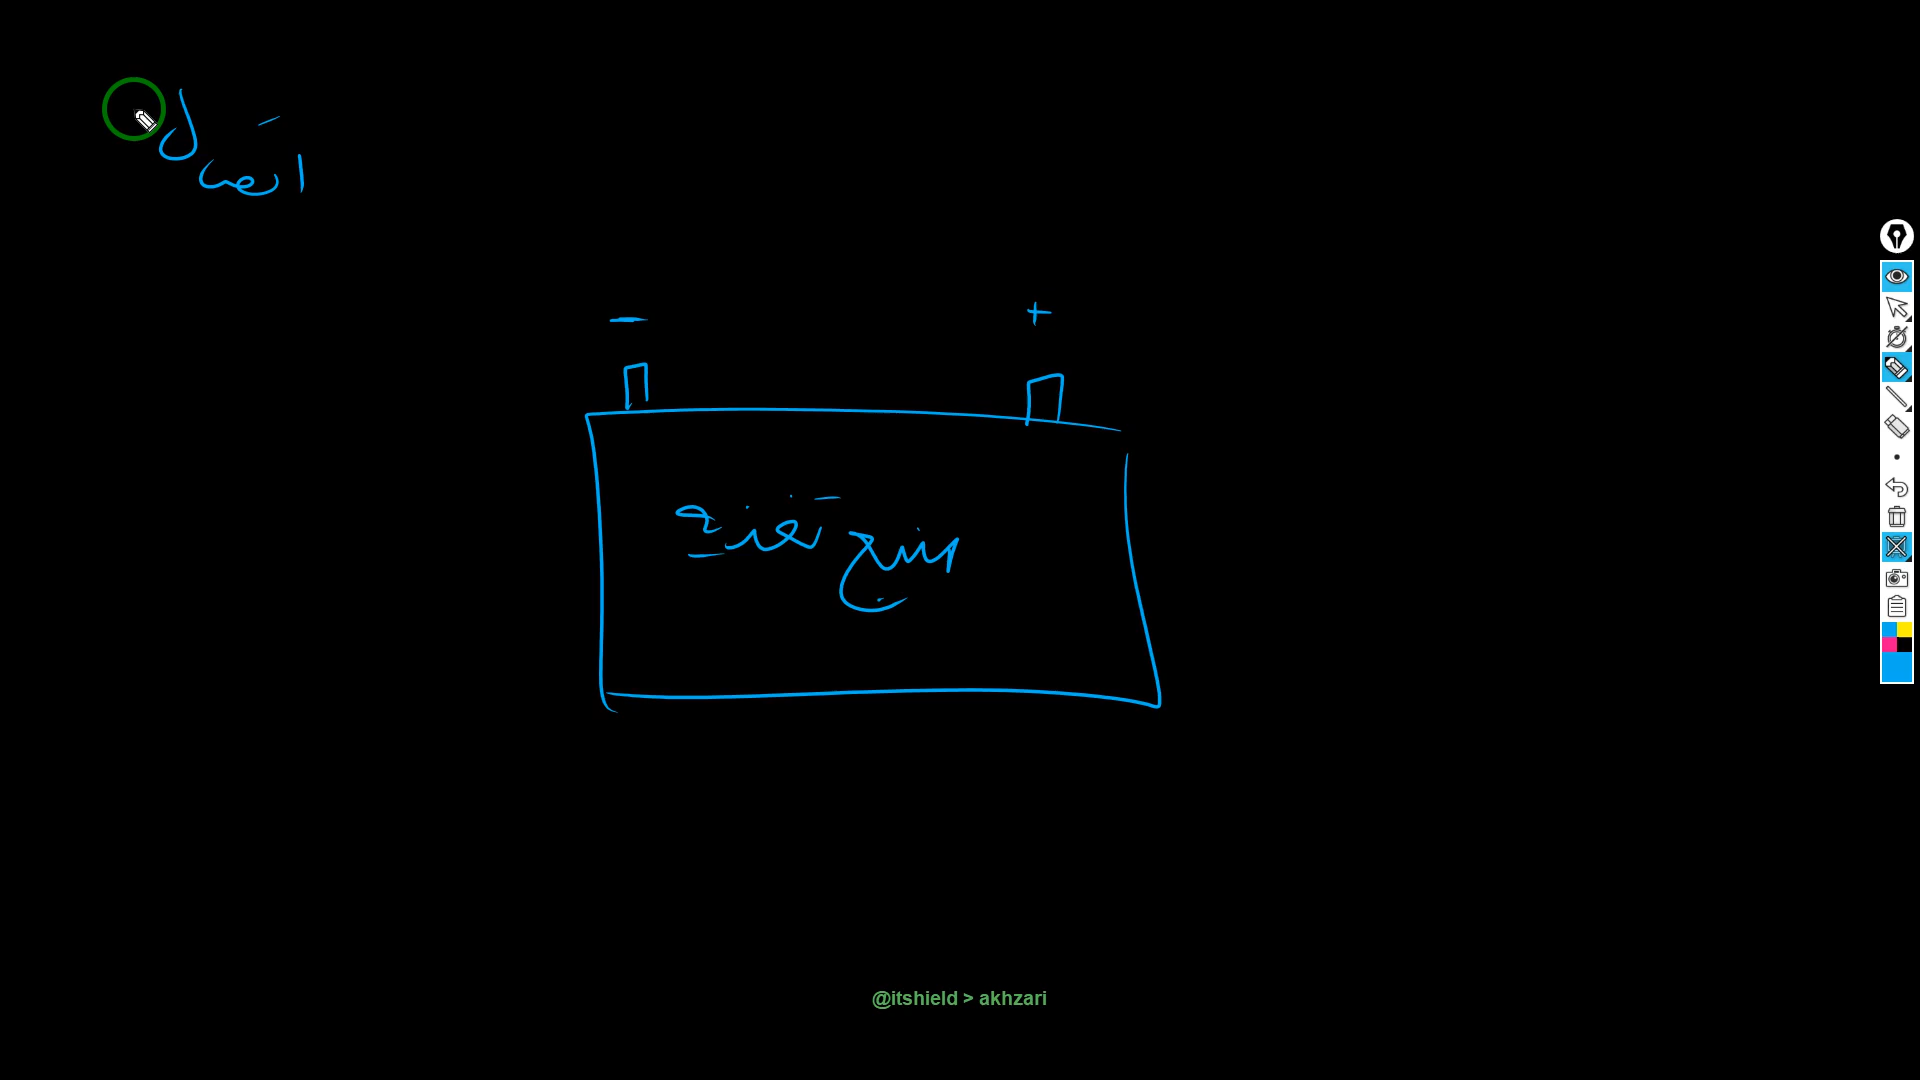 اتصال
- +
منبع تغذیه
@itshield > akhzari